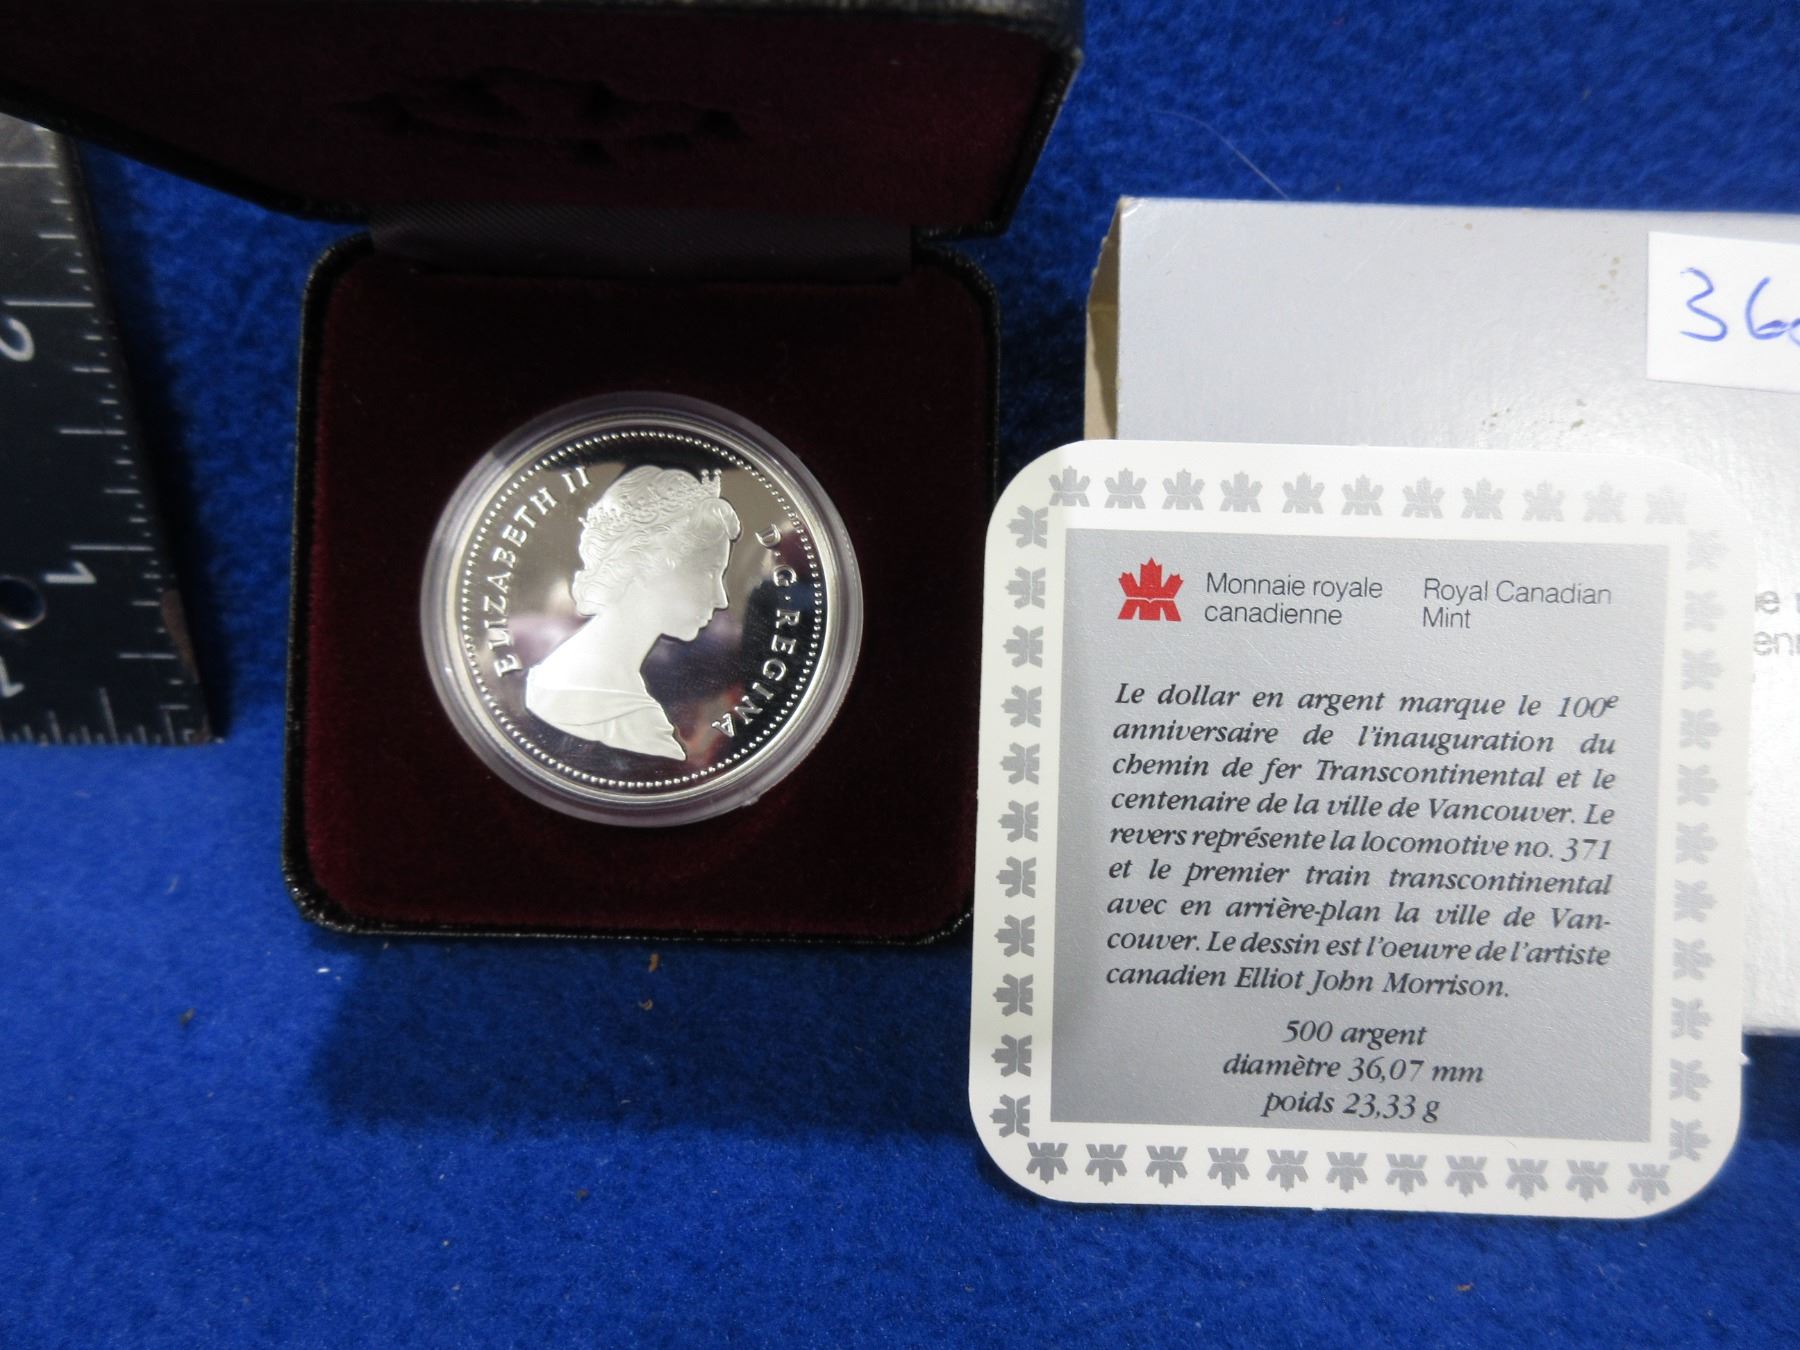 2
1
1
ELIZABETH II D·G·REGINA
Monnaie royale
canadienne
Royal Canadian
Mint
Le dollar en argent marque le 100e
anniversaire de l'inauguration du
chemin de fer Transcontinental et le
centenaire de la ville de Vancouver. Le
revers représente la locomotive no. 371
et le premier train transcontinental
avec en arrière-plan la ville de Van-
couver. Le dessin est l'oeuvre de l'artiste
canadien Elliot John Morrison.
500 argent
diamètre 36,07 mm
poids 23,33 g